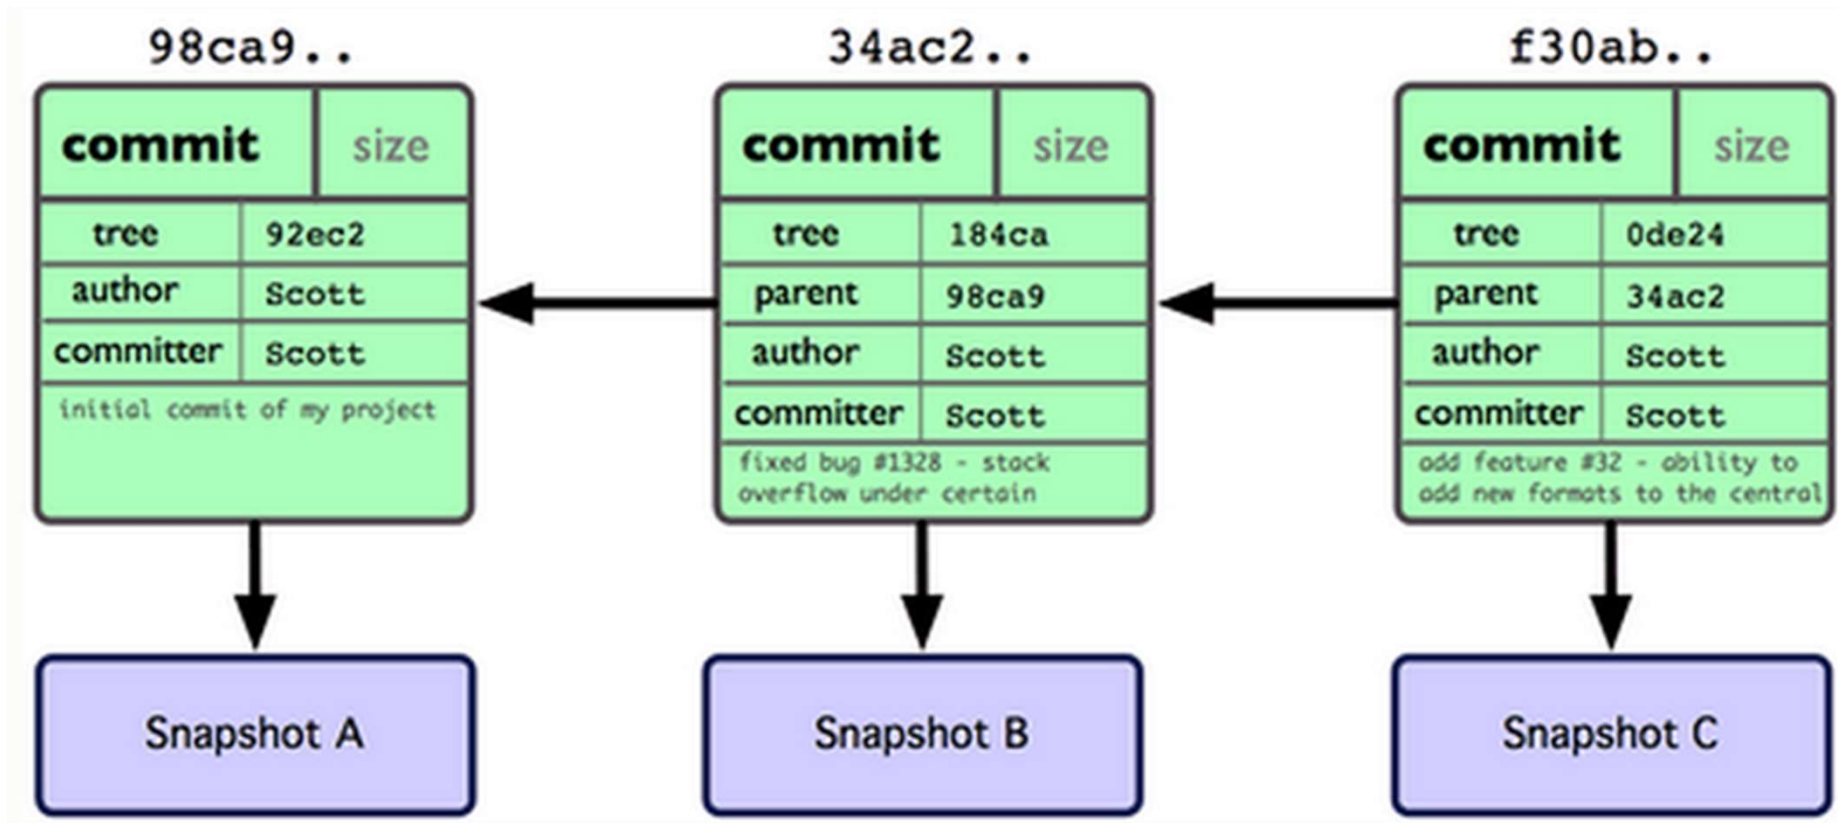 98ca9..
commit size
tree 92ec2
author Scott
committer Scott
initial commit of my project
Snapshot A
34ac2..
commit size
tree 184ca
parent 98ca9
author Scott
committer Scott
fixed bug #1328 - stack
overflow under certain
Snapshot B
f30ab..
commit size
tree 0de24
parent 34ac2
author Scott
committer Scott
add feature #32 - ability to
add new formats to the central
Snapshot C